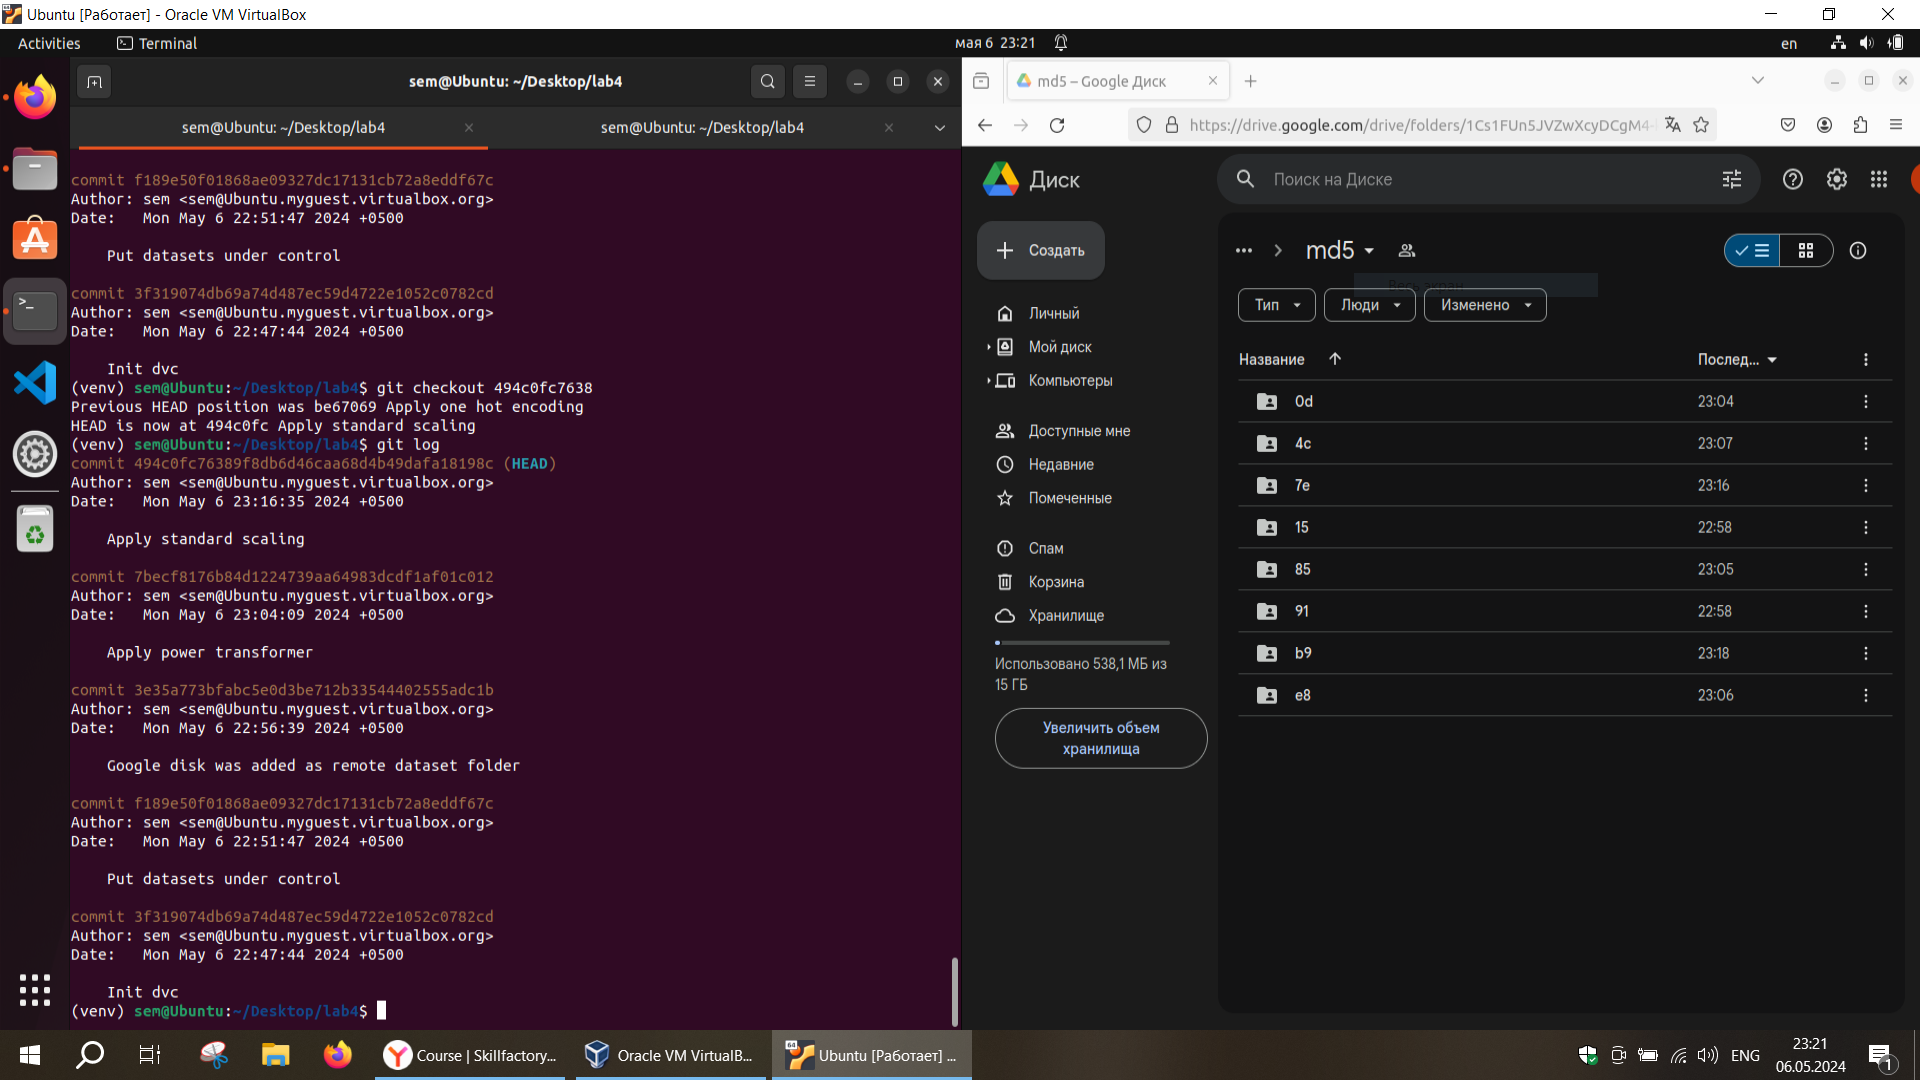 Ubuntu [Работает] - Oracle VM VirtualBox
Activities
Terminal
мая 6 23:21
en
sem@Ubuntu: ~/Desktop/lab4
sem@Ubuntu: ~/Desktop/lab4
sem@Ubuntu: ~/Desktop/lab4
commit f189e50f01868ae09327dc17131cb72a8eddf67c
Author: sem <sem@Ubuntu.myguest.virtualbox.org>
Date:   Mon May 6 22:51:47 2024 +0500
Put datasets under control
commit 3f319074db69a74d487ec59d4722e1052c0782cd
Author: sem <sem@Ubuntu.myguest.virtualbox.org>
Date:   Mon May 6 22:47:44 2024 +0500
Init dvc
(venv) sem@Ubuntu:~/Desktop/lab4$ git checkout 494c0fc7638
Previous HEAD position was be67069 Apply one hot encoding
HEAD is now at 494c0fc Apply standard scaling
(venv) sem@Ubuntu:~/Desktop/lab4$ git log
commit 494c0fc76389f8db6d46caa68d4b49dafa18198c (HEAD)
Author: sem <sem@Ubuntu.myguest.virtualbox.org>
Date:   Mon May 6 23:16:35 2024 +0500
Apply standard scaling
commit 7becf8176b84d1224739aa64983dcdf1af01c012
Author: sem <sem@Ubuntu.myguest.virtualbox.org>
Date:   Mon May 6 23:04:09 2024 +0500
Apply power transformer
commit 3e35a773bfabc5e0d3be712b33544402555adc1b
Author: sem <sem@Ubuntu.myguest.virtualbox.org>
Date:   Mon May 6 22:56:39 2024 +0500
Google disk was added as remote dataset folder
commit f189e50f01868ae09327dc17131cb72a8eddf67c
Author: sem <sem@Ubuntu.myguest.virtualbox.org>
Date:   Mon May 6 22:51:47 2024 +0500
Put datasets under control
commit 3f319074db69a74d487ec59d4722e1052c0782cd
Author: sem <sem@Ubuntu.myguest.virtualbox.org>
Date:   Mon May 6 22:47:44 2024 +0500
Init dvc
(venv) sem@Ubuntu:~/Desktop/lab4$
md5 – Google Диск
https://drive.google.com/drive/folders/1Cs1FUn5JVZwXcyDCgM4-
Диск
Поиск на Диске
Создать
Личный
Мой диск
Компьютеры
Доступные мне
Недавние
Помеченные
Спам
Корзина
Хранилище
Использовано 538,1 МБ из
15 ГБ
Увеличить объем
хранилища
md5
Весь экран
Тип
Люди
Изменено
Название
Послед...
0d 23:04
4c 23:07
7e 23:16
15 22:58
85 23:05
91 22:58
b9 23:18
e8 23:06
Course | Skillfactory...
Oracle VM VirtualB...
Ubuntu [Работает] ...
ENG
23:21
06.05.2024
1